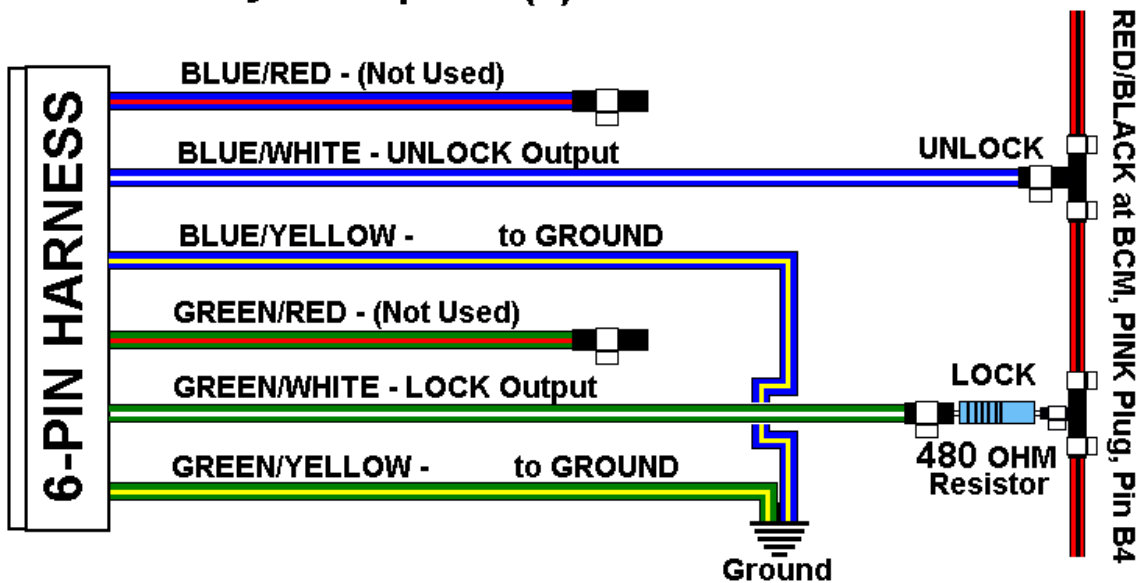 6-PIN HARNESS
BLUE/RED - (Not Used)
BLUE/WHITE - UNLOCK Output
UNLOCK
BLUE/YELLOW - to GROUND
GREEN/RED - (Not Used)
GREEN/WHITE - LOCK Output
LOCK
480 OHM
Resistor
GREEN/YELLOW - to GROUND
Ground
RED/BLACK at BCM, PINK Plug, Pin B4